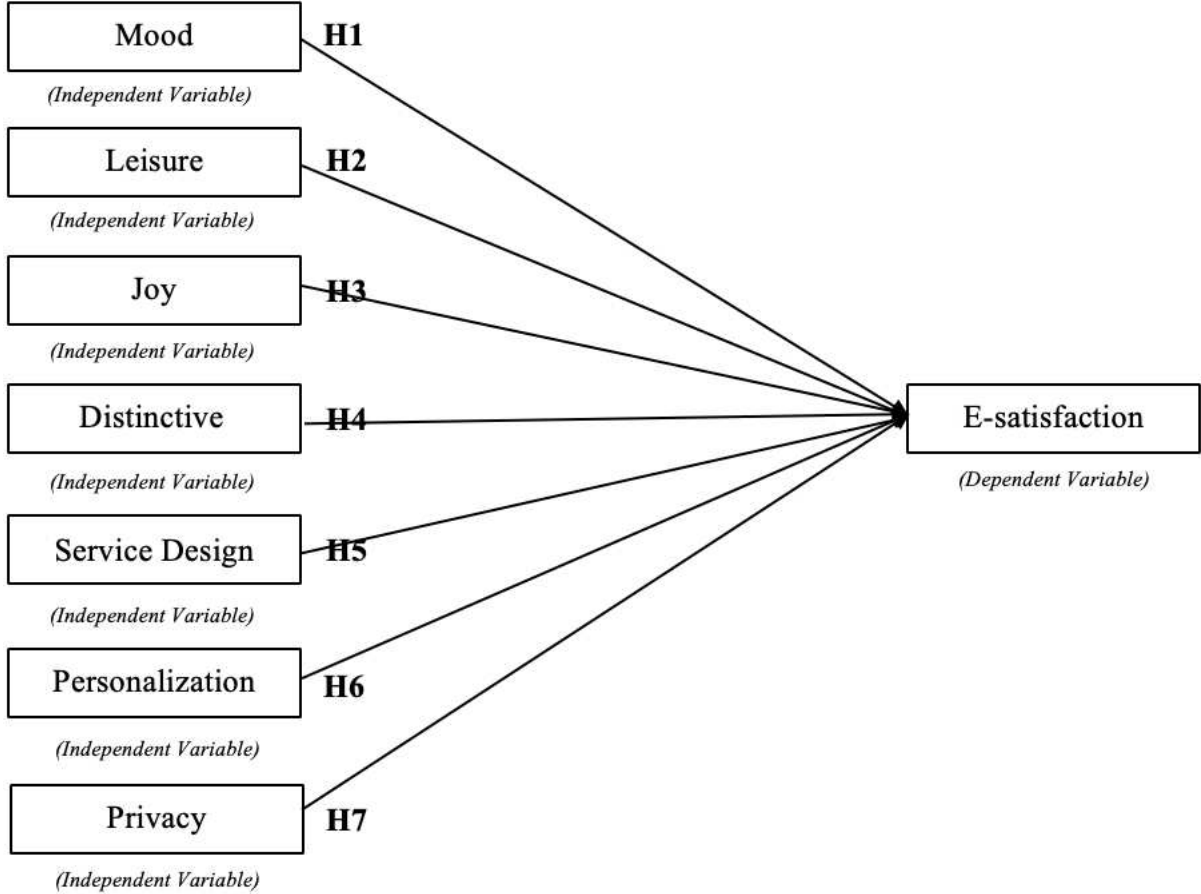 Mood H1
(Independent Variable)
Leisure H2
(Independent Variable)
Joy H3
(Independent Variable)
Distinctive H4 E-satisfaction
(Independent Variable) (Dependent Variable)
Service Design H5
(Independent Variable)
Personalization H6
(Independent Variable)
Privacy H7
(Independent Variable)